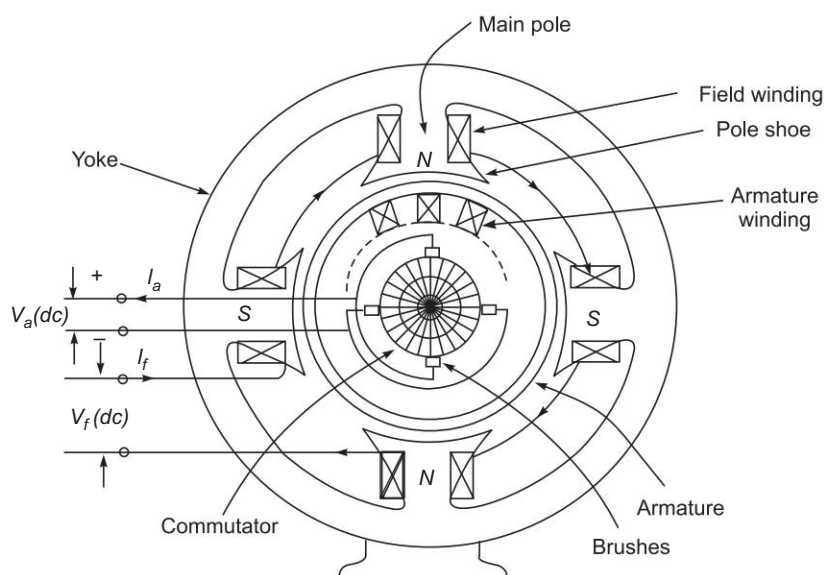 Main pole
Field winding
Pole shoe
N
Yoke
Armature
winding
+
I_a
V_a (dc)
S
S
–
I_f
V_f (dc)
N
Commutator
Armature
Brushes